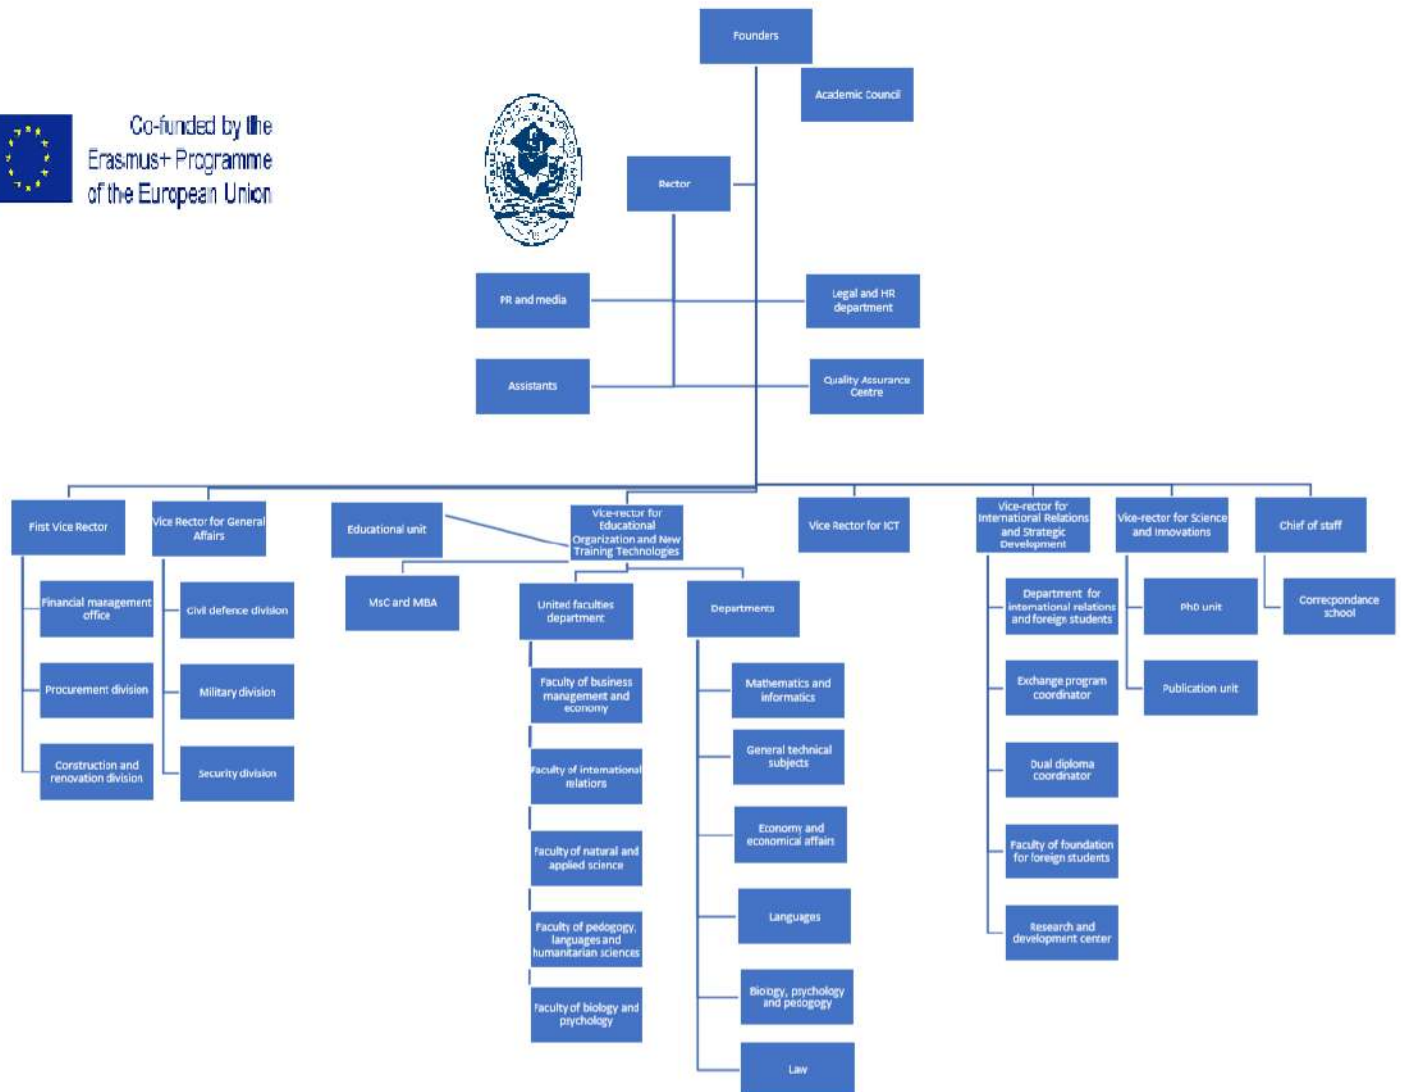 Founders
Academic Council
Co-funded by the
Erasmus+ Programme
of the European Union
Rector
PR and media
Legal and HR
department
Assistants
Quality Assurance
Centre
First Vice Rector
Vice Rector for General
Affairs
Educational unit
Vice-rector for
Educational
Organization and New
Training Technologies
Vice Rector for ICT
Vice-rector for
International Relations
and Strategic
Development
Vice-rector for Science
and Innovations
Chief of staff
Financial management
office
Civil defence division
MsC and MBA
United faculties
department
Departments
Department for
international relations
and foreign students
PhD unit
Correcpondance
school
Procurement division
Military division
Faculty of business
management and
economy
Mathematics and
informatics
Exchange program
coordinator
Publication unit
Construction and
renovation division
Security division
Faculty of international
relations
General technical
subjects
Dual diploma
coordinator
Faculty of natural and
applied science
Economy and
economical affairs
Faculty of foundation
for foreign students
Faculty of pedogogy,
languages and
humanitarian sciences
Languages
Research and
development center
Faculty of biology and
psychology
Biology, psychology
and pedogogy
Law